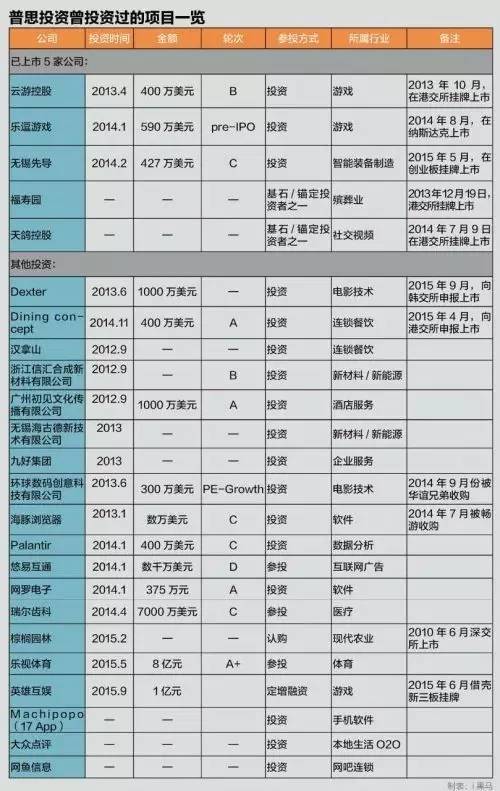 普思投资曾投资过的项目一览
公司 投资时间 金额 轮次 参投方式 所属行业 备注
已上市 5 家公司：
云游控股 2013.4 400 万美元 B 投资 游戏 2013 年 10 月，在港交所挂牌上市
乐逗游戏 2014.1 590 万美元 pre-IPO 投资 游戏 2014 年 8 月，在纳斯达克上市
无锡先导 2014.2 427 万美元 C 投资 智能装备制造 2015 年 5 月，在创业板挂牌上市
福寿园 — — — 基石 / 锚定投资者之一 殡葬业 2013年12月19日，港交所挂牌上市
天鸽控股 — — — 基石 / 锚定投资者之一 社交视频 2014 年 7 月 9 日在港交所挂牌上市
其他投资：
Dexter 2013.6 1000 万美元 — 投资 电影技术 2015 年 9 月，向韩交所申报上市
Dining concept 2014.11 400 万美元 A 投资 连锁餐饮 2015 年 4 月，向港交所申报上市
汉拿山 2012.9 — — 投资 连锁餐饮
浙江信汇合成新材料有限公司 2012.9 — B 投资 新材料 / 新能源
广州初见文化传播有限公司 2012.9 1000 万美元 A 投资 酒店服务
无锡海古德新技术有限公司 2013 — — 投资 新材料 / 新能源
九好集团 2013 — — 投资 企业服务
环球数码创意科技有限公司 2013.6 300 万美元 PE-Growth 投资 电影技术 2014 年 9 月份被华谊兄弟收购
海豚浏览器 2013.1 数万美元 C 投资 软件 2014 年 7 月被畅游收购
Palantir 2014.1 400 万美元 C 投资 数据分析
悠易互通 2014.1 数千万美元 D 参投 互联网广告
网罗电子 2014.1 375 万元 A 投资 软件
瑞尔齿科 2014.4 7000 万美元 C 参投 医疗
棕榈园林 2015.2 — — 认购 现代农业 2010 年 6 月深交所上市
乐视体育 2015.5 8 亿元 A+ 参投 体育
英雄互娱 2015.9 1 亿元 定增融资 游戏 2015 年 6 月借壳新三板挂牌
Machipopo（17 App） — — 投资 手机软件
大众点评 — — — 投资 本地生活 O2O
网鱼信息 — — — 投资 网吧连锁
制表：i 黑马